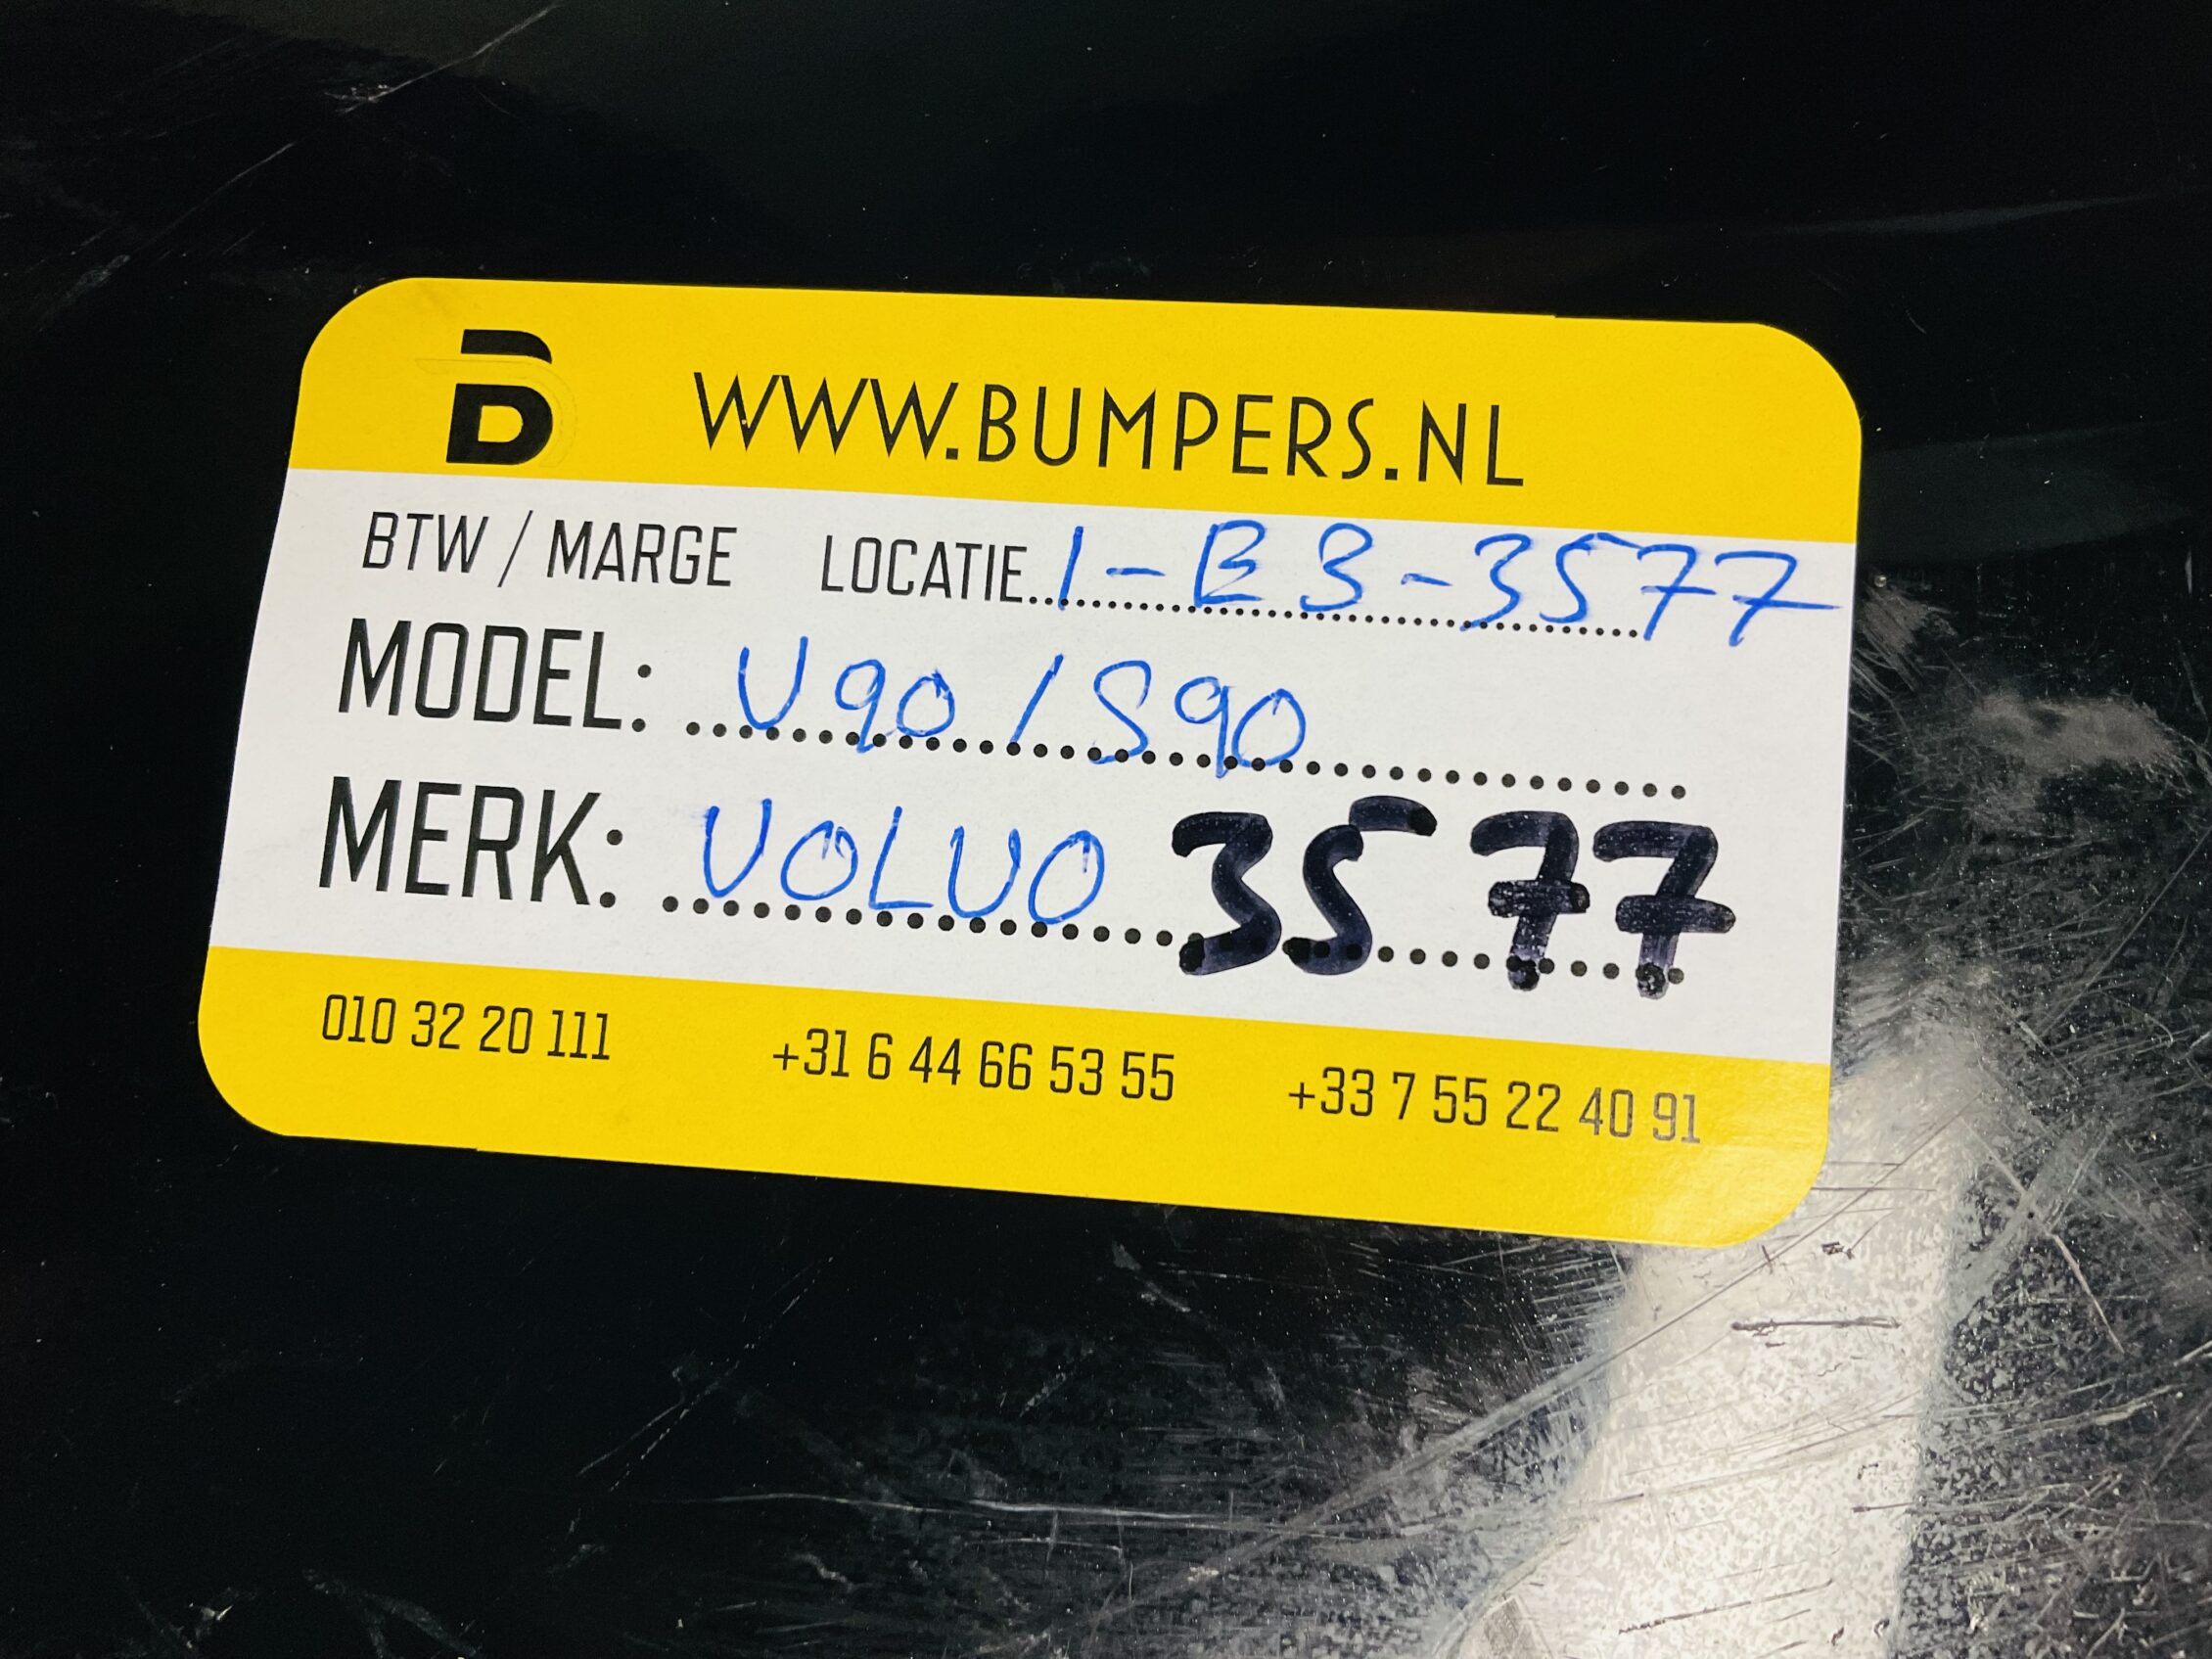 B WWW.BUMPERS.NL
BTW / MARGE LOCATIE. 1-E3-3577
MODEL: V90 / S90
MERK: VOLVO 3577
010 32 20 111 +31 6 44 66 53 55 +33 7 55 22 40 91